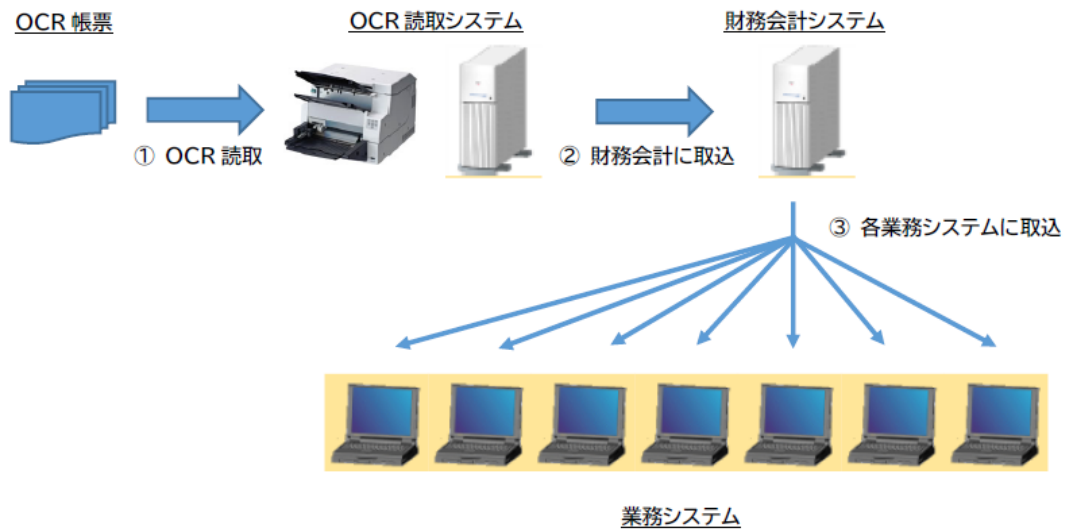 OCR 帳票
OCR 読取システム
財務会計システム
① OCR 読取
② 財務会計に取込
③ 各業務システムに取込
業務システム